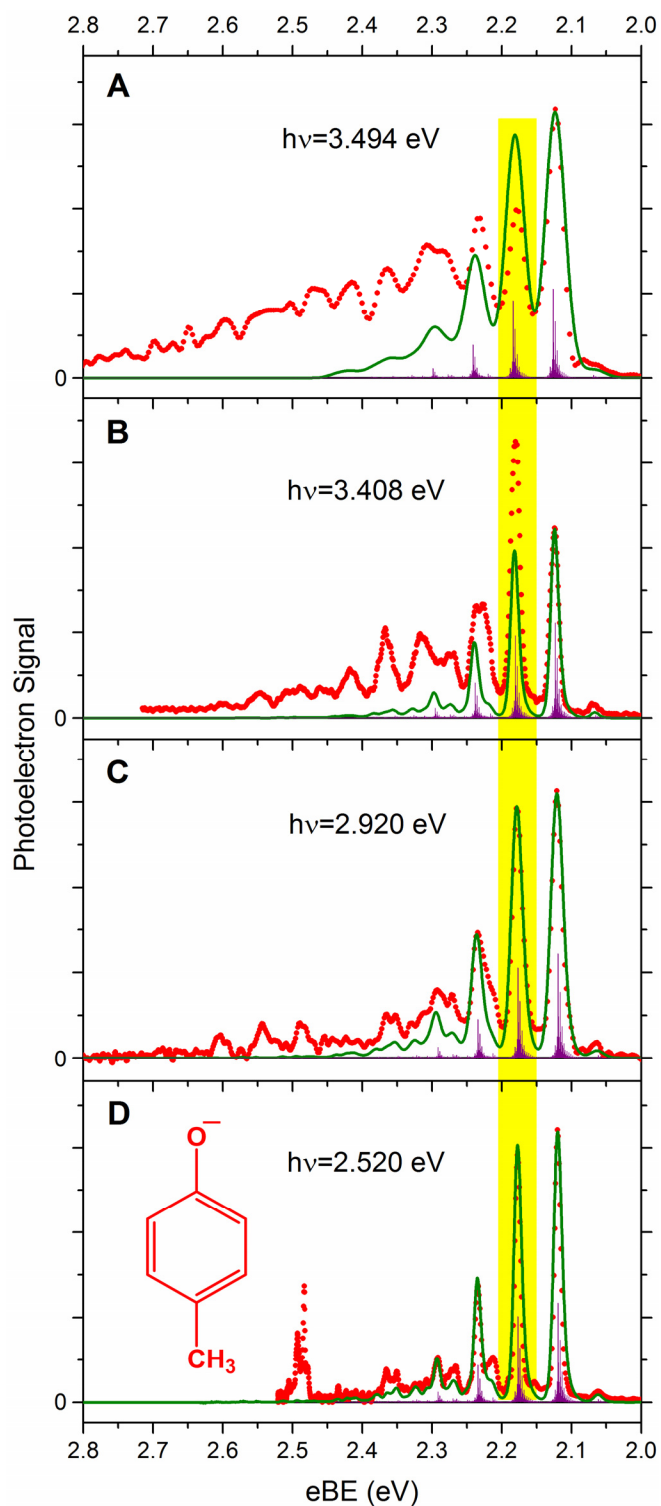 2.8 2.7 2.6 2.5 2.4 2.3 2.2 2.1 2.0
A
hν=3.494 eV
0
B
hν=3.408 eV
0
Photoelectron Signal
C
hν=2.920 eV
0
D
hν=2.520 eV
O⁻
CH₃
0
2.8 2.7 2.6 2.5 2.4 2.3 2.2 2.1 2.0
eBE (eV)